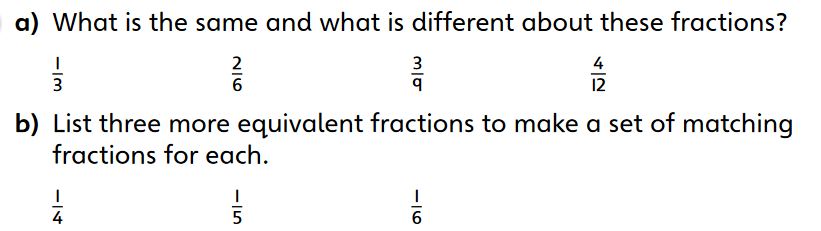 a) What is the same and what is different about these fractions?
1/3 2/6 3/9 4/12
b) List three more equivalent fractions to make a set of matching
fractions for each.
1/4 1/5 1/6